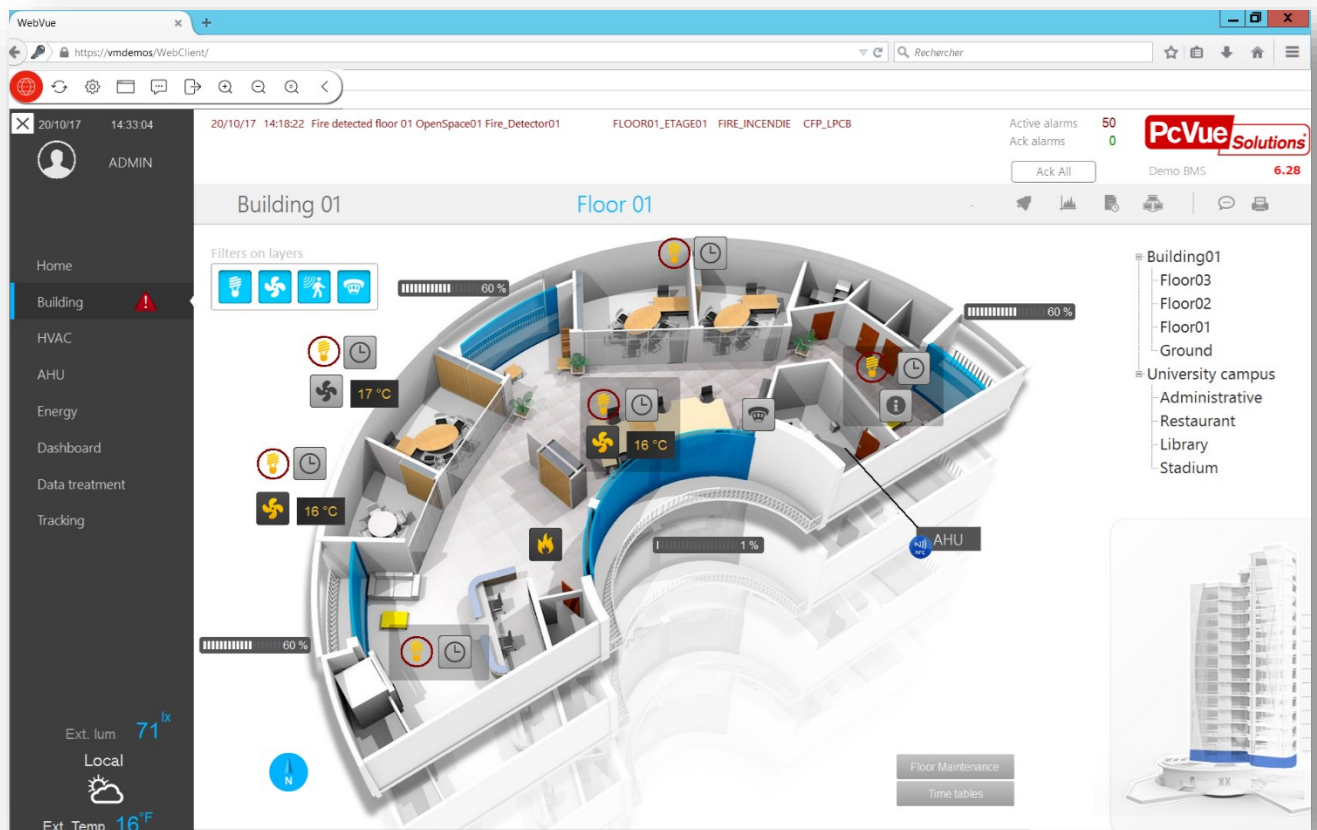 WebVue
https://vmdemos/WebClient/
Rechercher
20/10/17 14:33:04
ADMIN
20/10/17 14:18:22 Fire detected floor 01 OpenSpace01 Fire_Detector01 FLOOR01_ETAGE01 FIRE_INCENDIE CFP_LPCB
Active alarms 50
Ack alarms 0
Ack All
PcVue Solutions
Demo BMS 6.28
Building 01
Floor 01
Home
Building
HVAC
AHU
Energy
Dashboard
Data treatment
Tracking
Filters on layers
60 %
60 %
17 °C
16 °C
16 °C
1 %
AHU
NFC
60 %
N
Building01
Floor03
Floor02
Floor01
Ground
University campus
Administrative
Restaurant
Library
Stadium
Floor Maintenance
Time tables
Ext. lum 71 lx
Local
Ext. Temp 16 °F